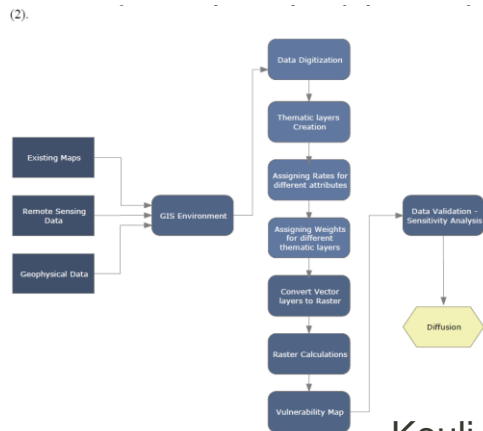 (2).
Data Digitization
Thematic layers
Creation
Existing Maps
Assigning Rates for
different attributes
Remote Sensing
Data
GIS Environment
Data Validation -
Sensitivity Analysis
Assigning Weights
for different
thematic layers
Geophysical Data
Convert Vector
layers to Raster
Diffusion
Raster Calculations
Vulnerability Map